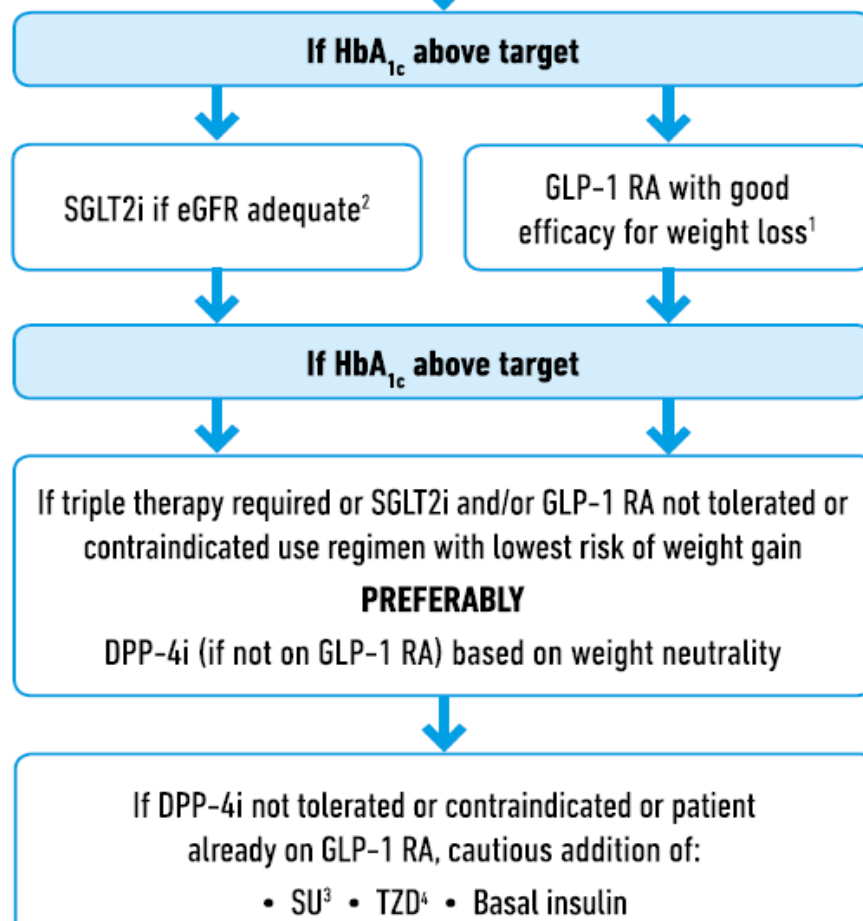 If HbA1c above target
SGLT2i if eGFR adequate²
GLP-1 RA with good
efficacy for weight loss¹
If HbA1c above target
If triple therapy required or SGLT2i and/or GLP-1 RA not tolerated or
contraindicated use regimen with lowest risk of weight gain
PREFERABLY
DPP-4i (if not on GLP-1 RA) based on weight neutrality
If DPP-4i not tolerated or contraindicated or patient
already on GLP-1 RA, cautious addition of:
• SU³ • TZD⁴ • Basal insulin